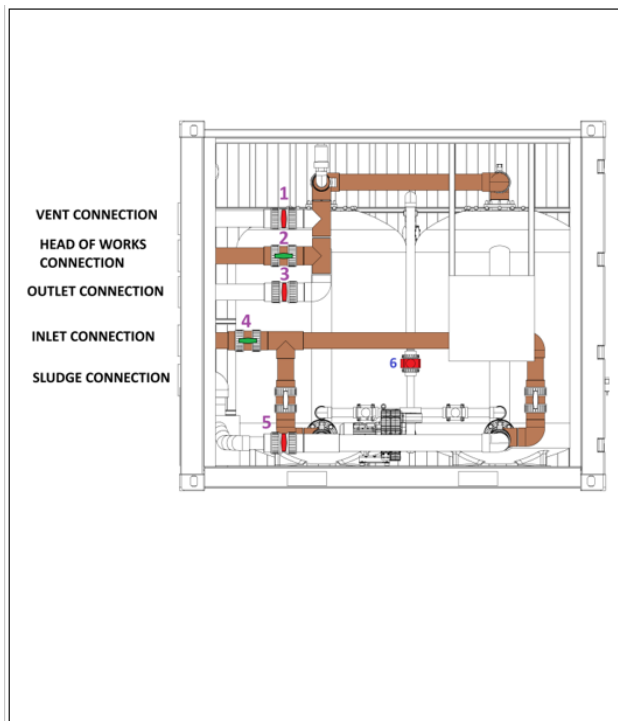 1
VENT CONNECTION
2
HEAD OF WORKS
CONNECTION
3
OUTLET CONNECTION
4
INLET CONNECTION
6
SLUDGE CONNECTION
5